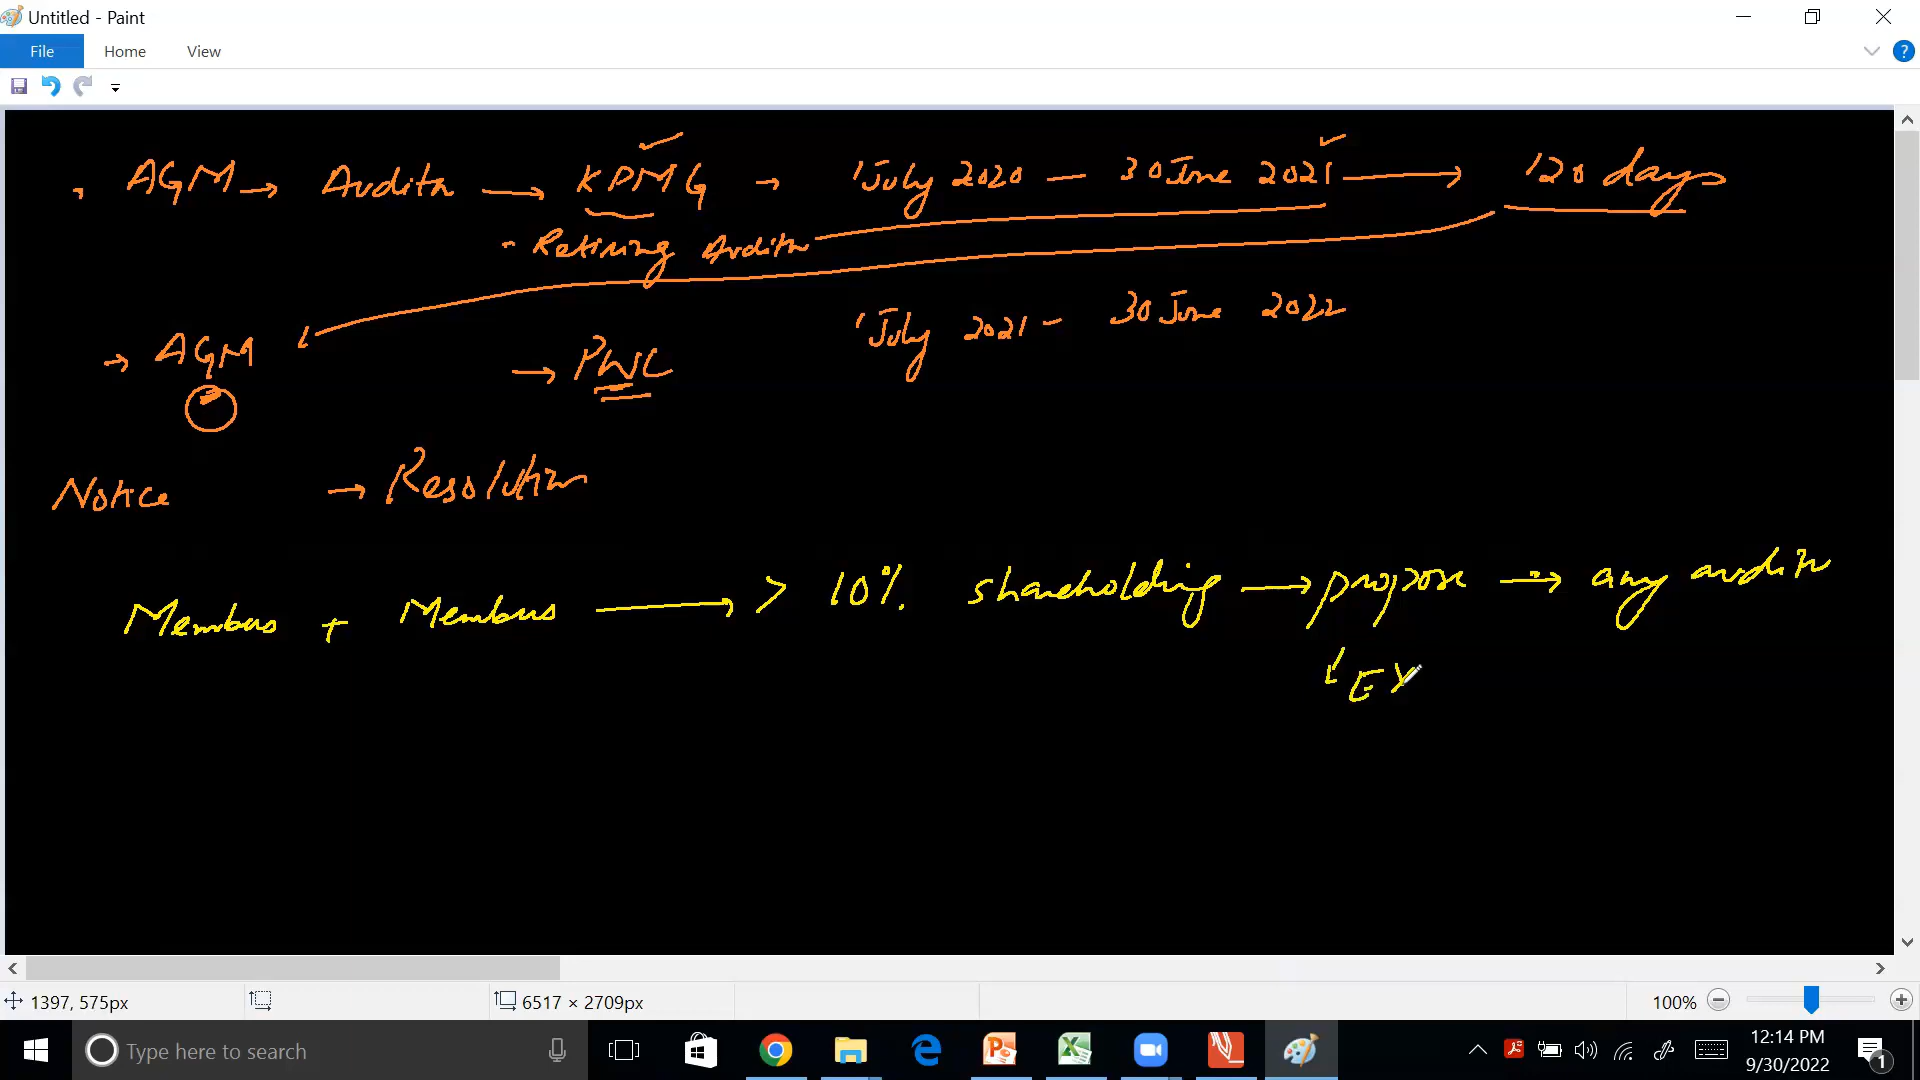 Untitled - Paint
File Home View
AGM → Auditor → KPMG → 1 July 2020 — 30 June 2021 → 120 days
- Retiring Auditor
1 July 2021 - 30 June 2022
→ AGM → PWC
Notice → Resolution
Members + Members → > 10% shareholding → propose → any auditor
EY
1397, 575px 6517 × 2709px 100%
Type here to search
12:14 PM
9/30/2022
1